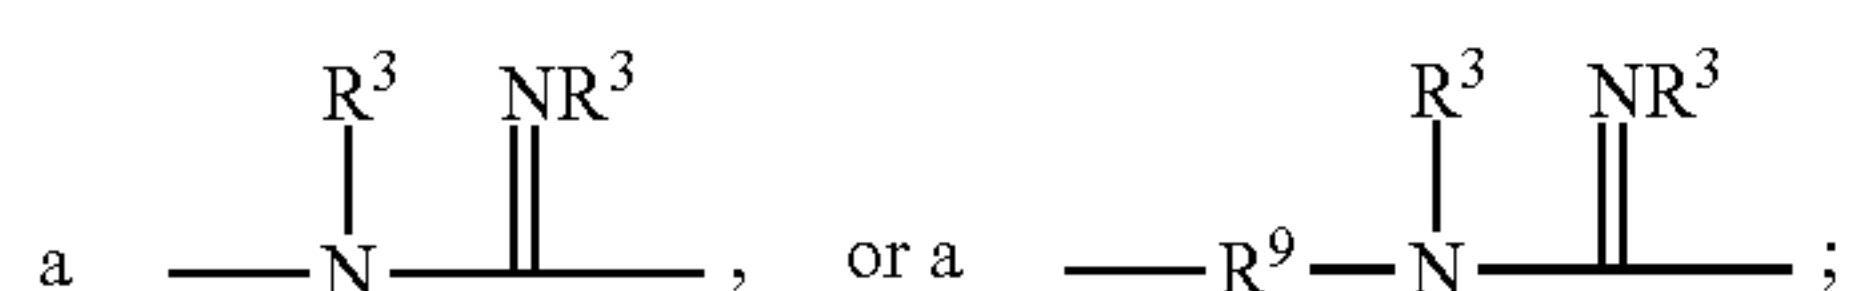 R³ NR³ R³ NR³
a N , or a R⁹ N ;